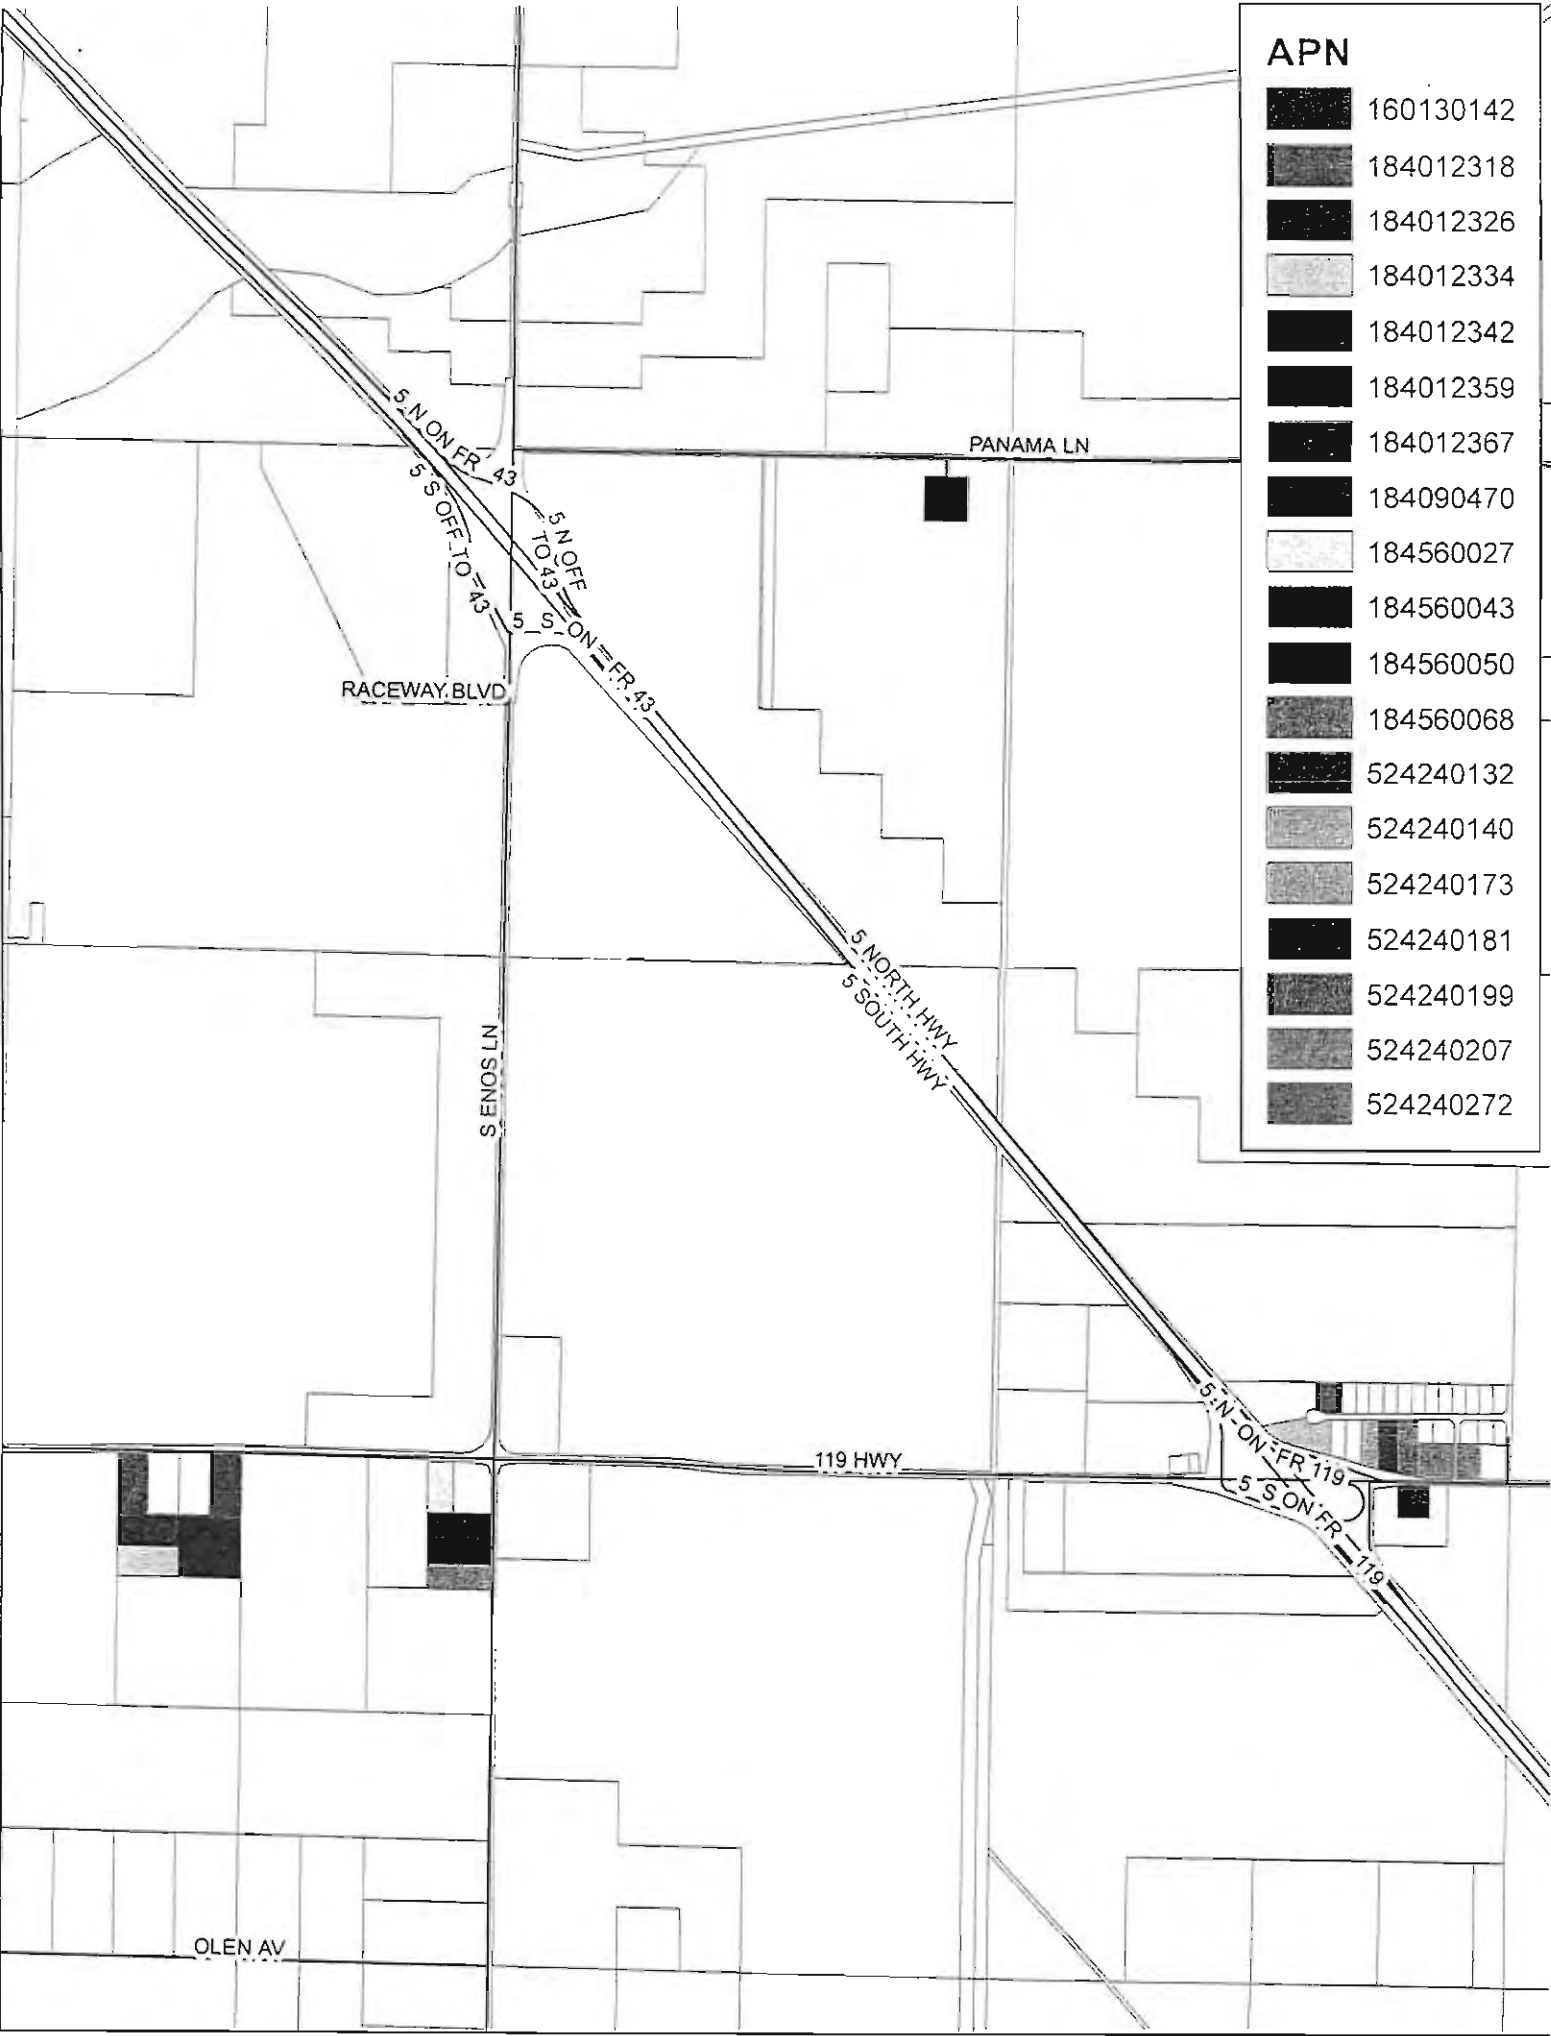 APN
160130142
184012318
184012326
184012334
184012342
184012359
184012367
184090470
184560027
184560043
184560050
184560068
524240132
524240140
524240173
524240181
524240199
524240207
524240272
5 N ON FR 43
PANAMA LN
5 S OFF TO 43
5 N OFF
TO 43
5 S ON FR 43
RACEWAY BLVD
5 NORTH HWY
5 SOUTH HWY
S ENOS LN
5 N ON FR 119
119 HWY
5 S ON FR 119
OLEN AV